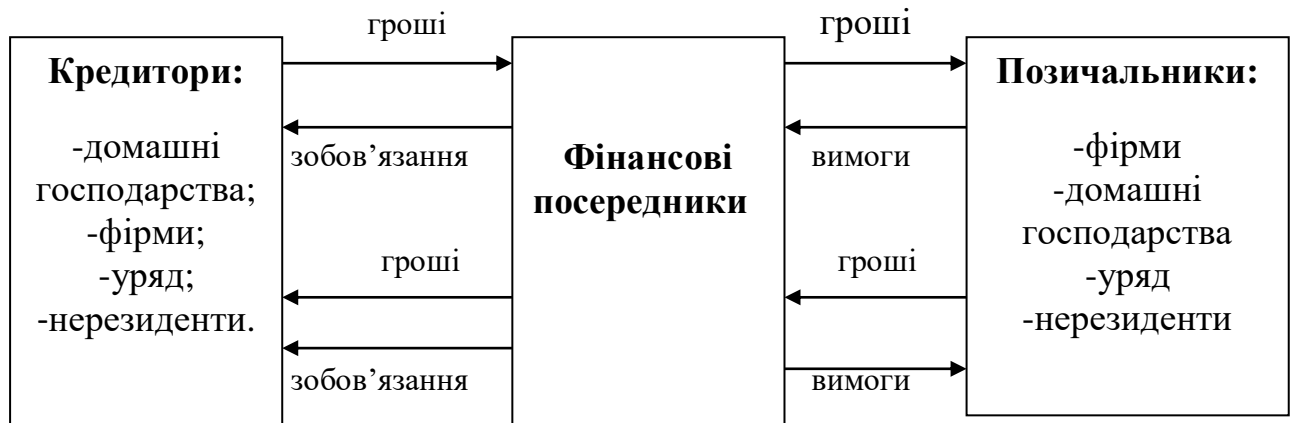 гроші
гроші
Кредитори:
-домашні
господарства;
-фірми;
-уряд;
-нерезиденти.
зобов’язання
гроші
зобов’язання
Фінансові
посередники
вимоги
гроші
вимоги
Позичальники:
-фірми
-домашні
господарства
-уряд
-нерезиденти